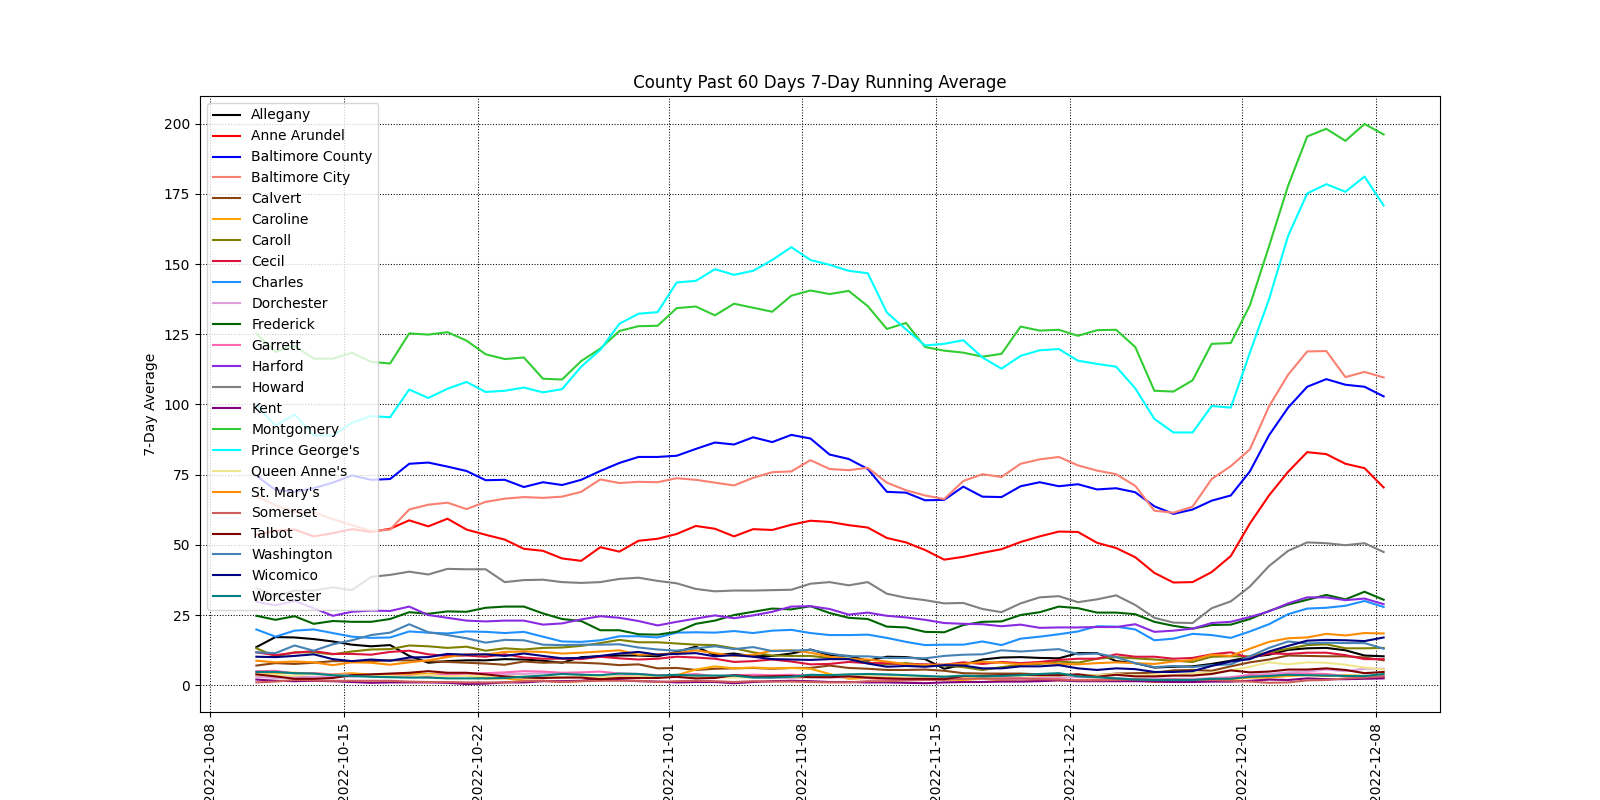 County Past 60 Days 7-Day Running Average
7-Day Average
200
175
150
125
100
75
50
25
0
Allegany
Anne Arundel
Baltimore County
Baltimore City
Calvert
Caroline
Caroll
Cecil
Charles
Dorchester
Frederick
Garrett
Harford
Howard
Kent
Montgomery
Prince George's
Queen Anne's
St. Mary's
Somerset
Talbot
Washington
Wicomico
Worcester
2022-10-08
2022-10-15
2022-10-22
2022-11-01
2022-11-08
2022-11-15
2022-11-22
2022-12-01
2022-12-08